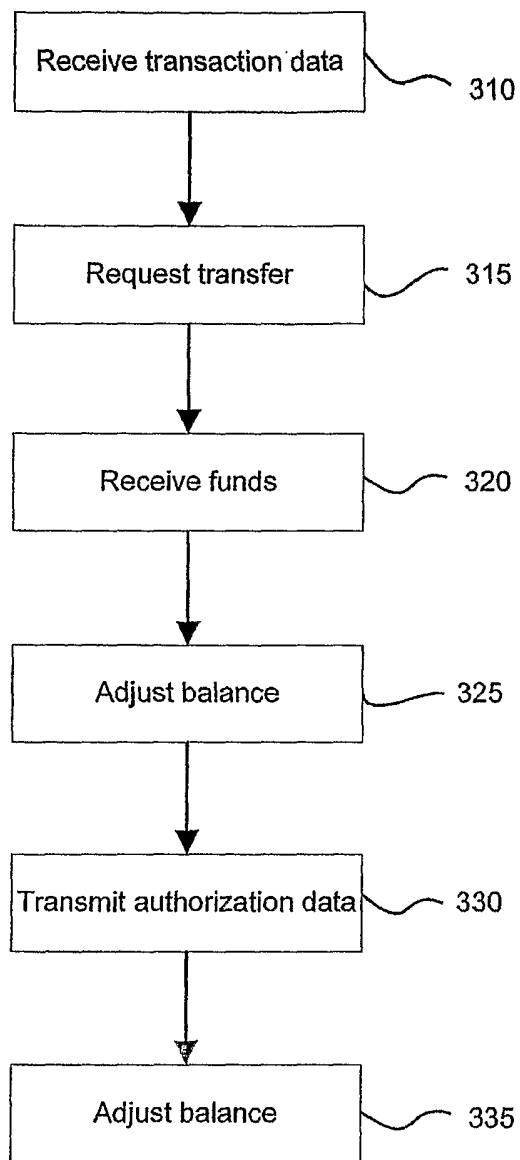 Receive transaction data
310
Request transfer
315
Receive funds
320
Adjust balance
325
Transmit authorization data
330
Adjust balance
335